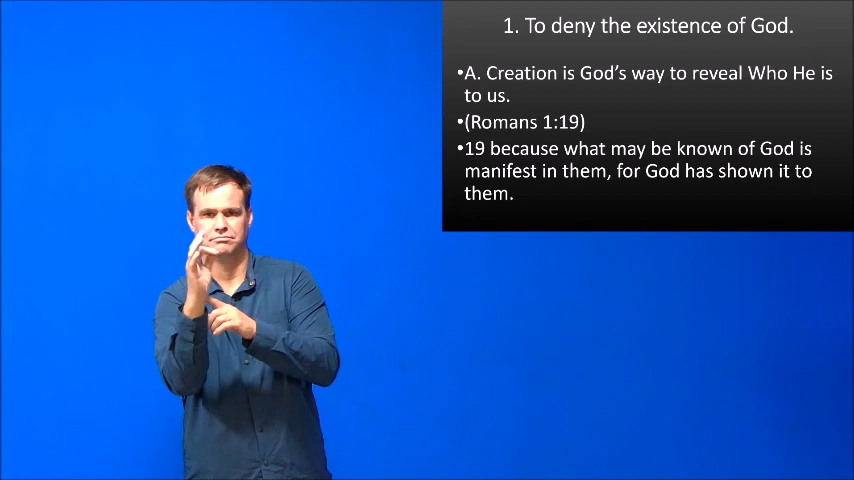 1. To deny the existence of God.
•A. Creation is God's way to reveal Who He is
to us.
•(Romans 1:19)
•19 because what may be known of God is
manifest in them, for God has shown it to
them.